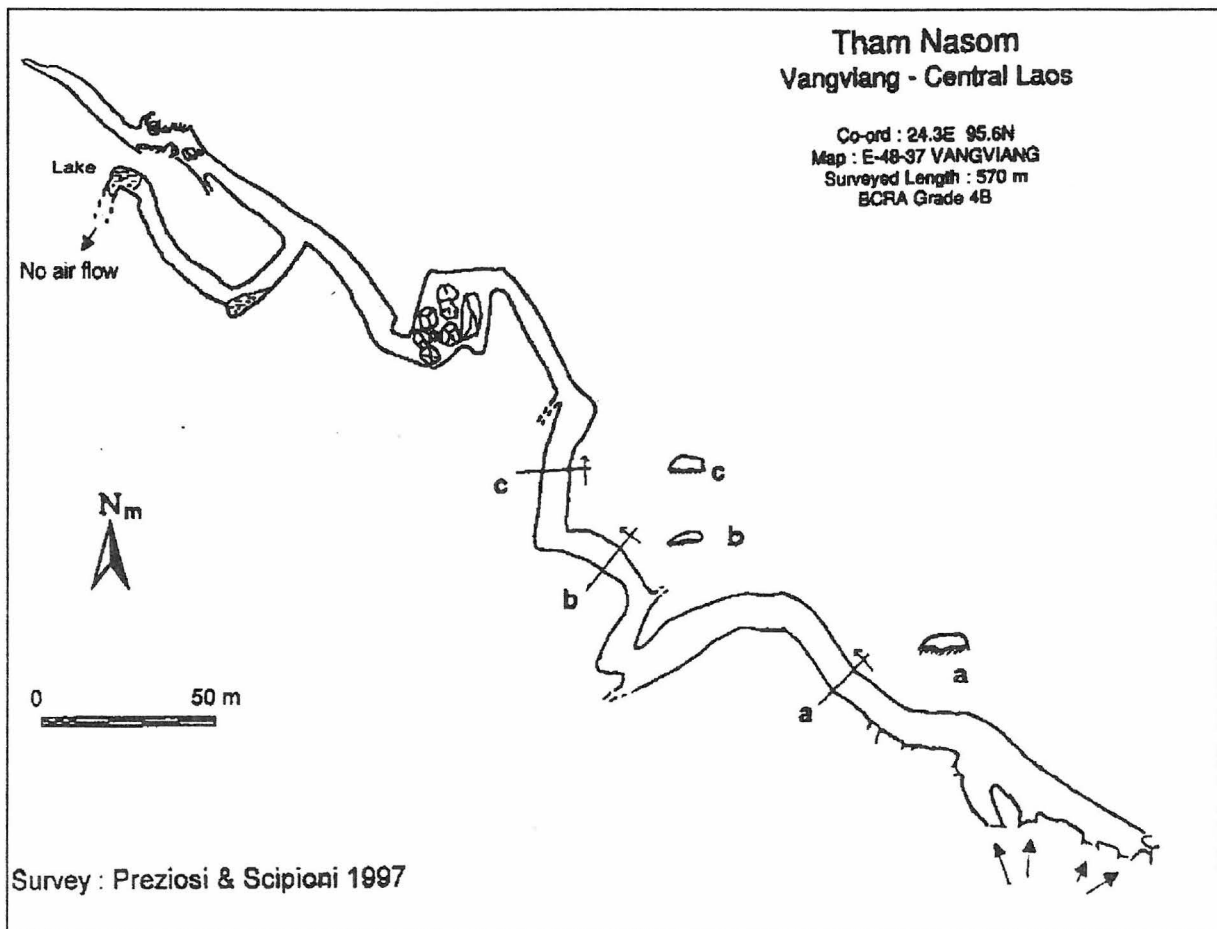 Tham Nasom
Vangviang - Central Laos
Co-ord : 24.3E 95.6N
Map : E-48-37 VANGVIANG
Surveyed Length : 570 m
BCRA Grade 4B
Lake
No air flow
c
c
b
b
a
a
Nm
0 50 m
Survey : Preziosi & Scipioni 1997